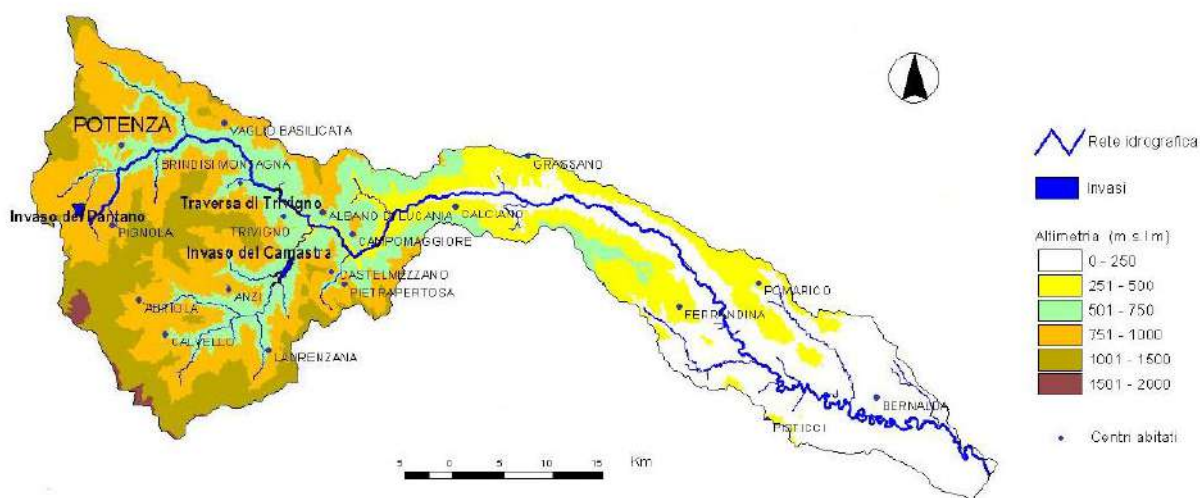 POTENZA
VAGLIO BASILICATA
BRINDISI MONTAGNA
GRASSANO
Traversa di Trivigno
Invaso del Pantano
ALBANO DI LUCANIA
CALCIANO
PIGNOLA
TRIVIGNO
CAMPOMAGGIORE
Invaso del Camastra
CASTELMEZZANO
PIETRAPERTOSA
ANZI
ABRIOLA
POMARICO
FERRANDINA
CALVELLO
LANRENZANA
BERNALDA
PISTICCI
5 0 5 10 15 Km
Rete idrografica
Invasi
Altimetria (m s.l.m)
0 - 250
251 - 500
501 - 750
751 - 1000
1001 - 1500
1501 - 2000
Centri abitati